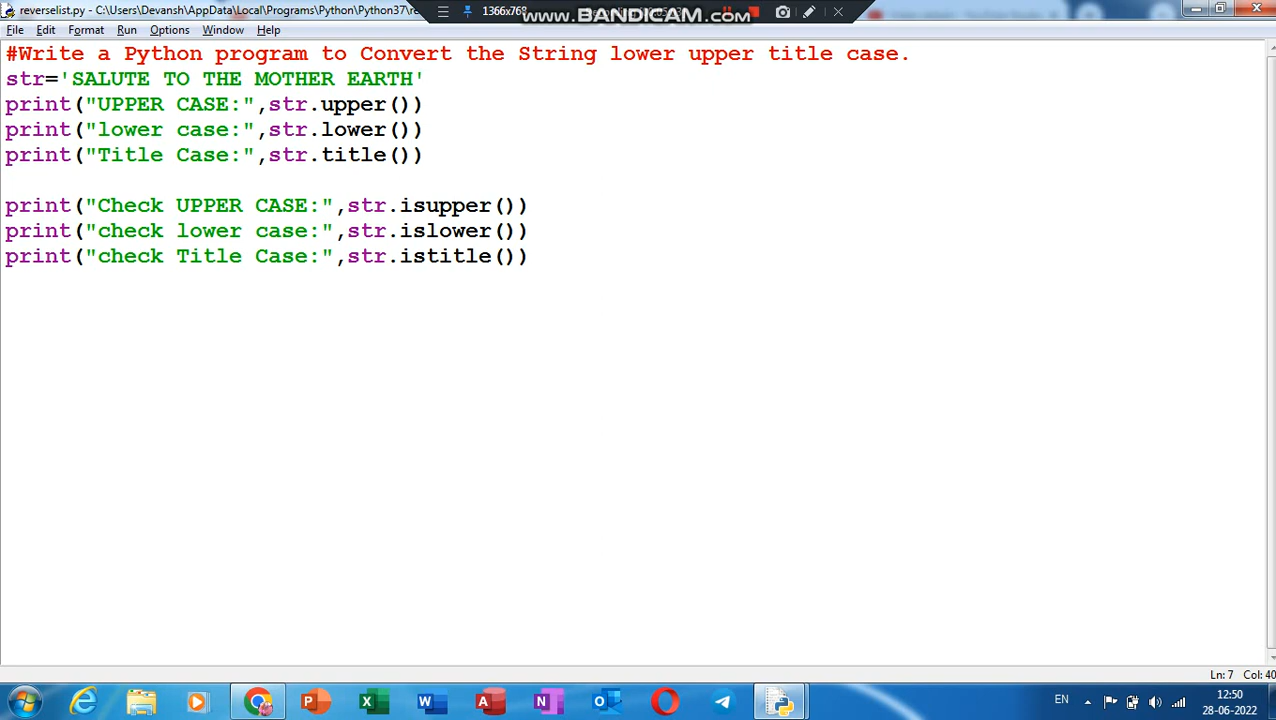 reverselist.py - C:\Users\Devansh\AppData\Local\Programs\Python\Python37\re
1366x768
www.BANDICAM.com
File Edit Format Run Options Window Help
#Write a Python program to Convert the String lower upper title case.
str='SALUTE TO THE MOTHER EARTH'
print("UPPER CASE:",str.upper())
print("lower case:",str.lower())
print("Title Case:",str.title())
print("Check UPPER CASE:",str.isupper())
print("check lower case:",str.islower())
print("check Title Case:",str.istitle())
Ln: 7 Col: 40
EN
12:50
28-06-2022